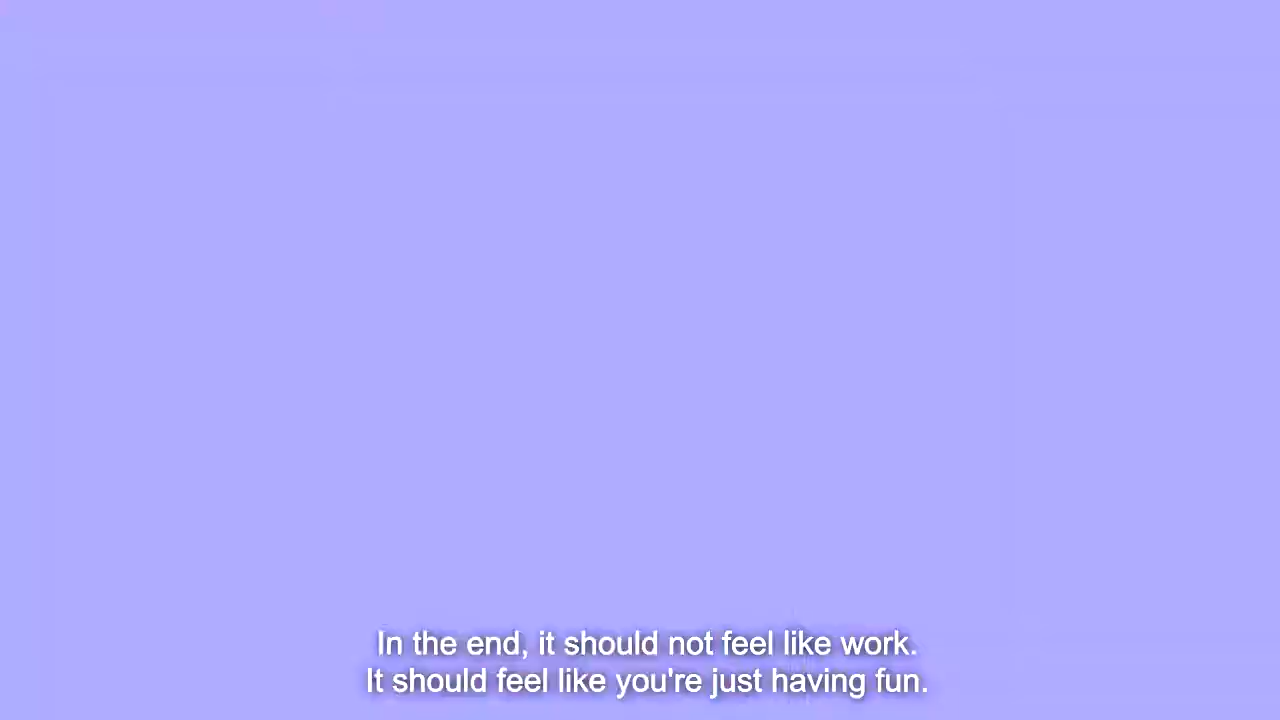 In the end, it should not feel like work.
It should feel like you're just having fun.